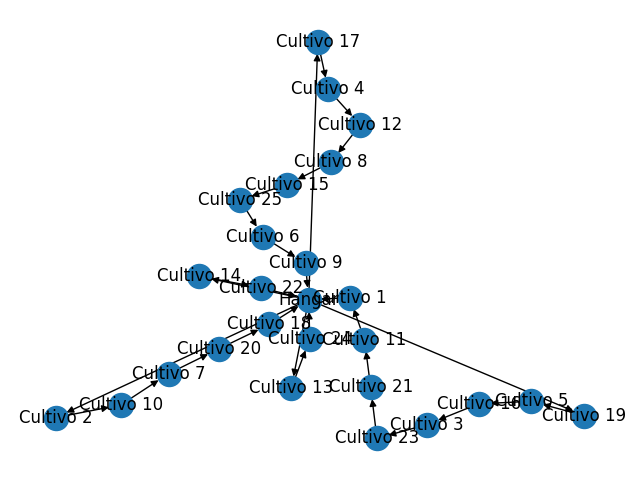 Cultivo 17
Cultivo 4
Cultivo 12
Cultivo 8
Cultivo 15
Cultivo 25
Cultivo 6
Cultivo 9
Cultivo 14
Cultivo 22
Hangar
Cultivo 1
Cultivo 18
Cultivo 24
Cultivo 11
Cultivo 20
Cultivo 7
Cultivo 13
Cultivo 21
Cultivo 10
Cultivo 2
Cultivo 16
Cultivo 5
Cultivo 19
Cultivo 3
Cultivo 23